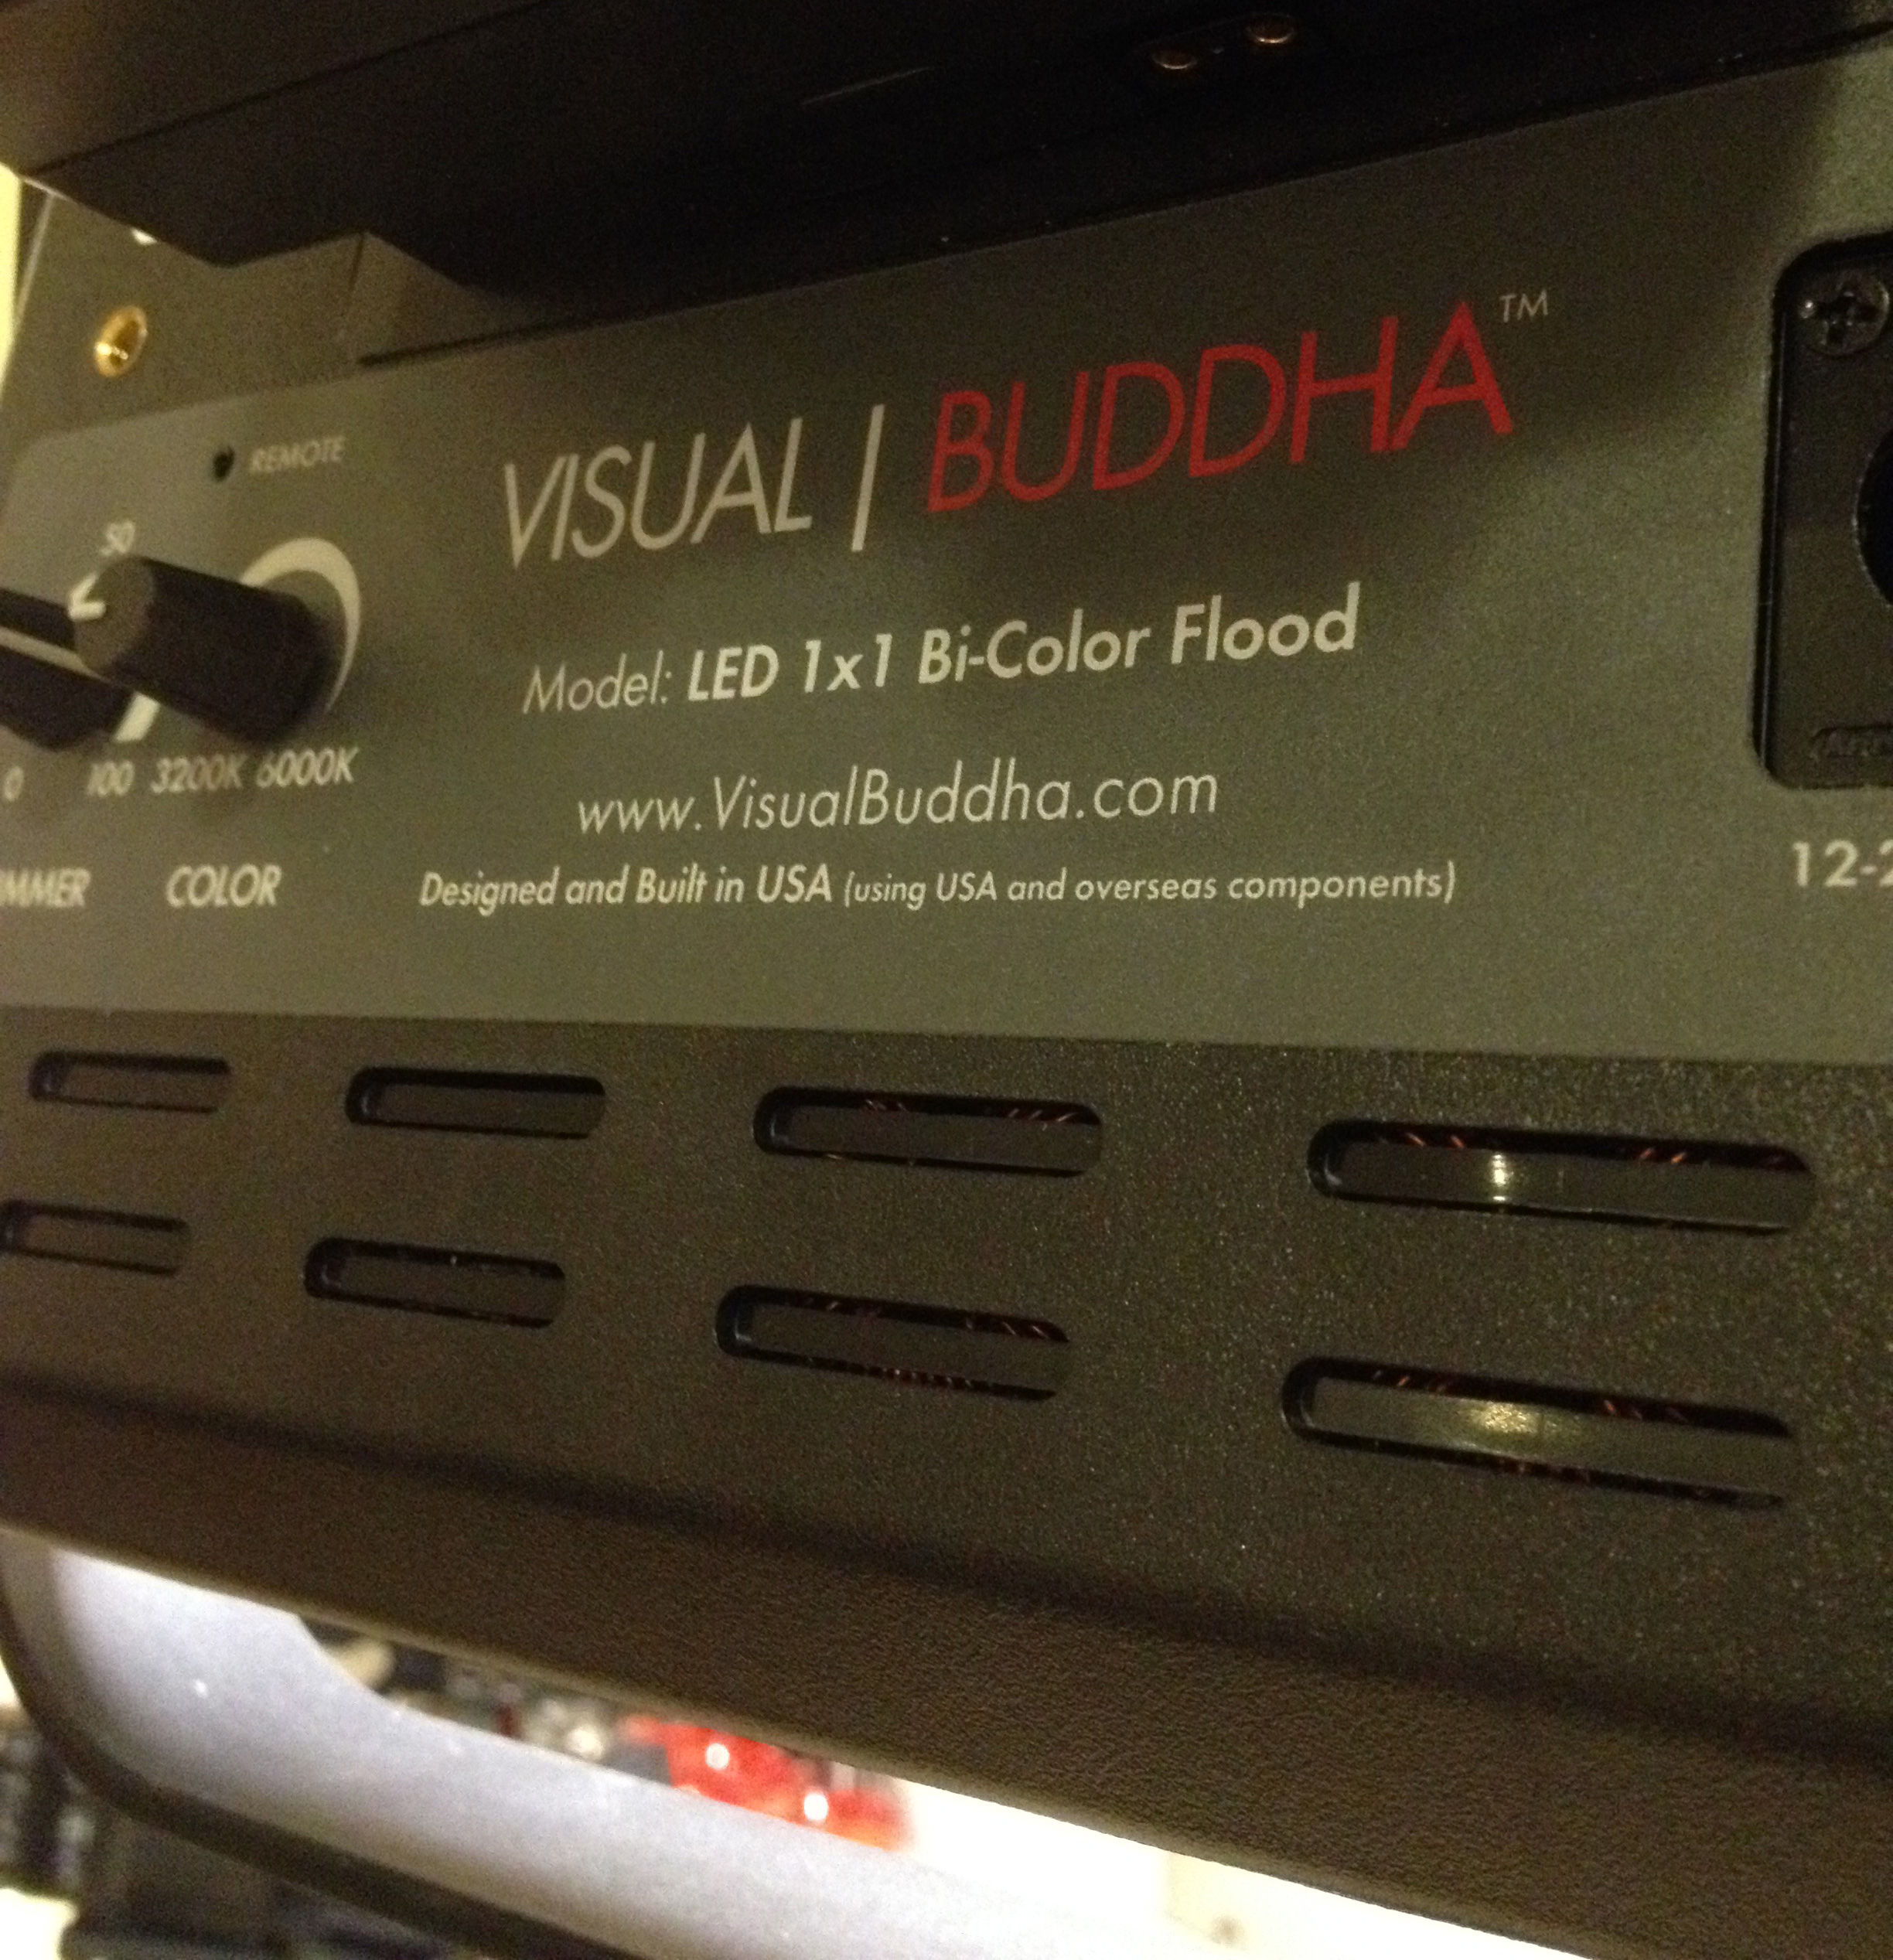 REMOTE
VISUAL | BUDDHA™
50
Model: LED 1x1 Bi-Color Flood
0 100 3200K 6000K
www.VisualBuddha.com
COLOR
Designed and Built in USA (using USA and overseas components)